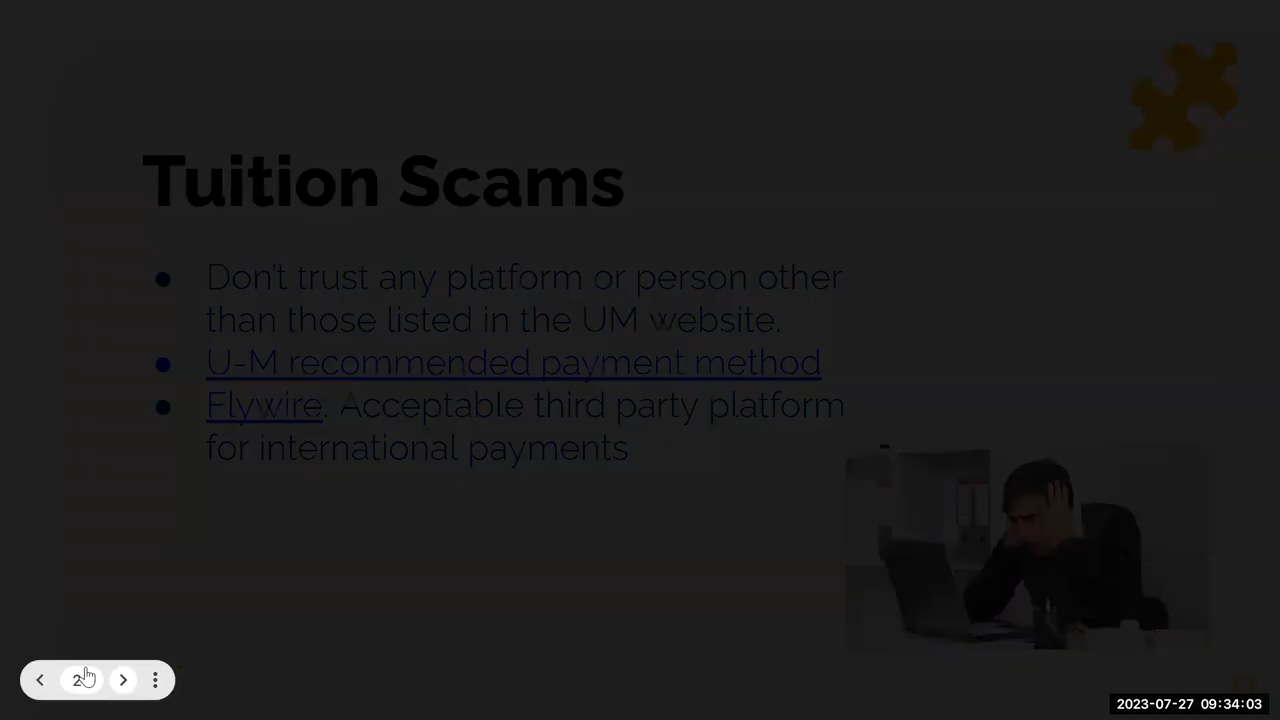 Tuition Scams
● Don't trust any platform or person other
than those listed in the UM website.
● U-M recommended payment method
● Flywire: Acceptable third party platform
for international payments
2023-07-27 09:34:03